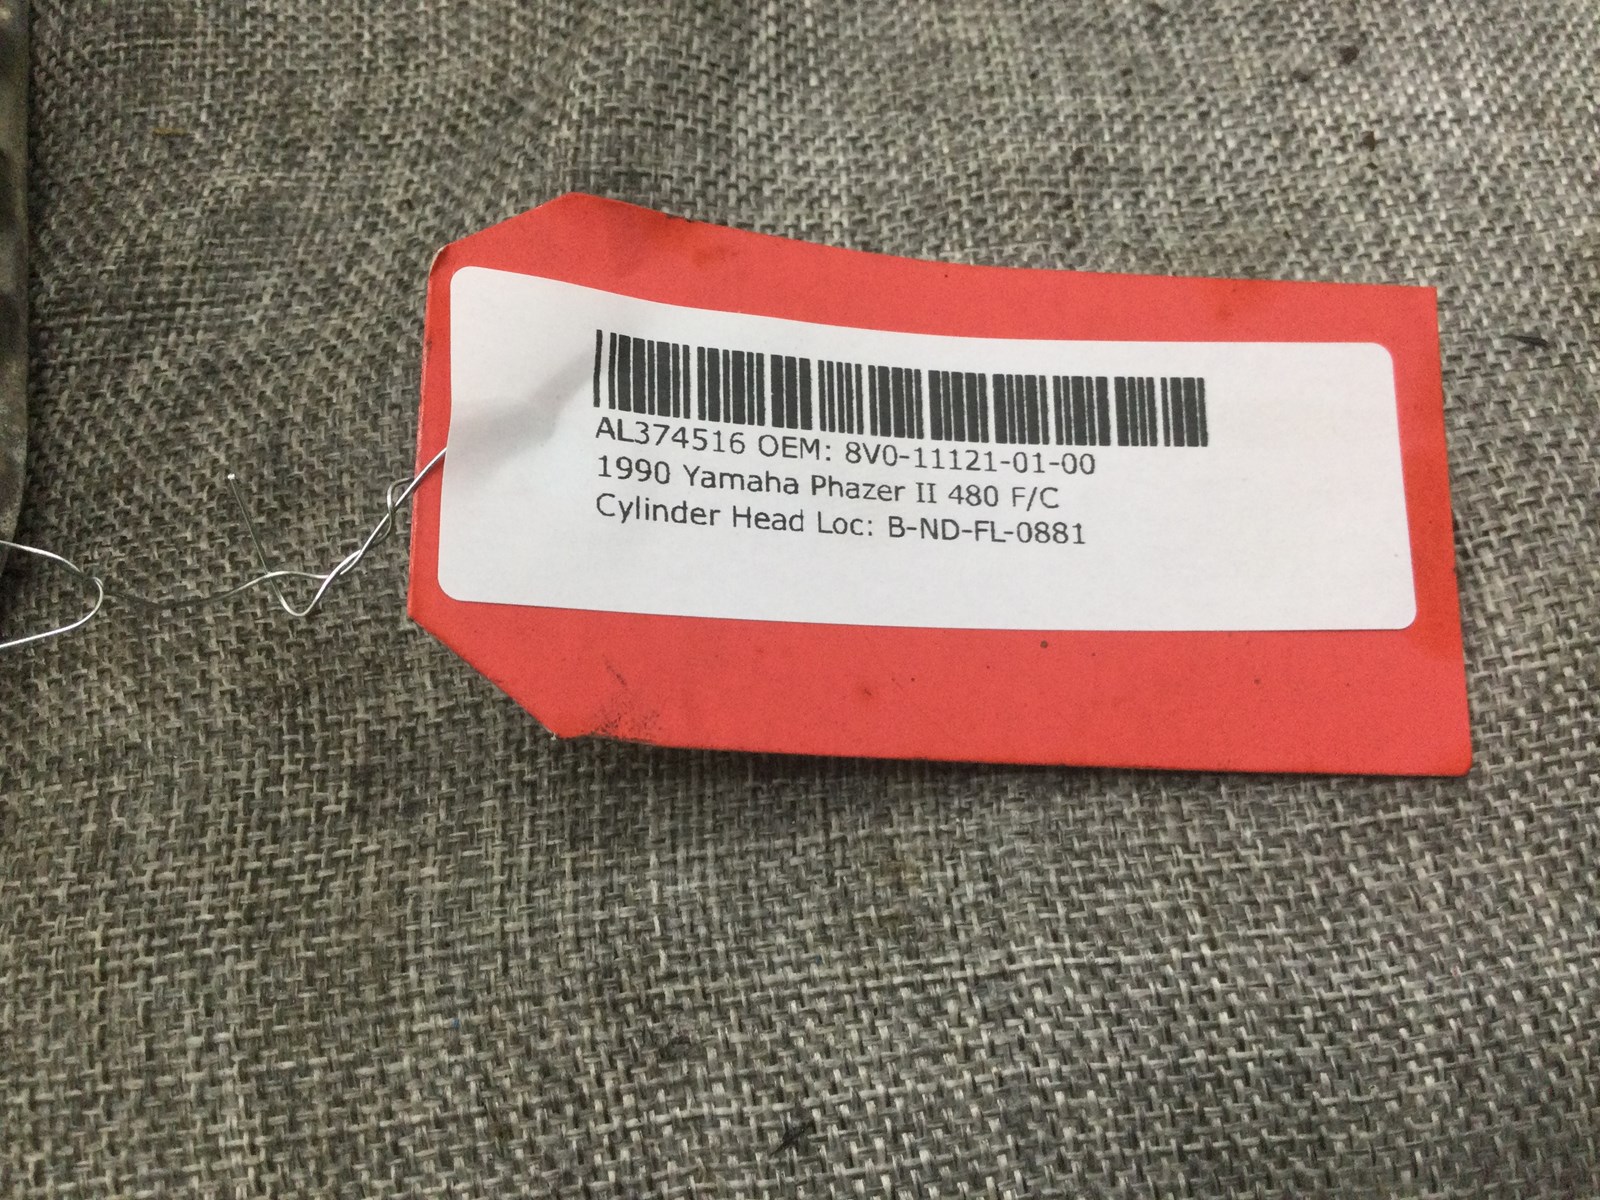 AL374516 OEM: 8V0-11121-01-00
1990 Yamaha Phazer II 480 F/C
Cylinder Head Loc: B-ND-FL-0881